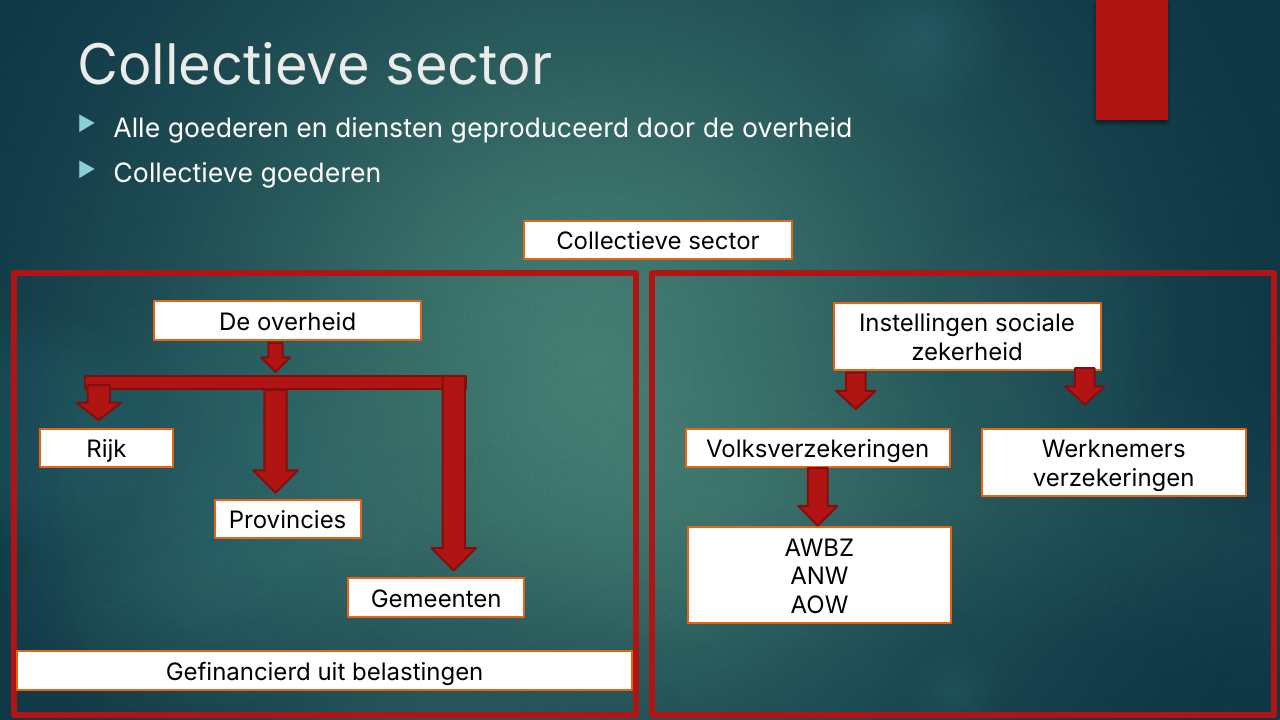 Collectieve sector
Alle goederen en diensten geproduceerd door de overheid
Collectieve goederen
Collectieve sector
De overheid
Rijk
Provincies
Gemeenten
Gefinancierd uit belastingen
Instellingen sociale
zekerheid
Volksverzekeringen
Werknemers
verzekeringen
AWBZ
ANW
AOW